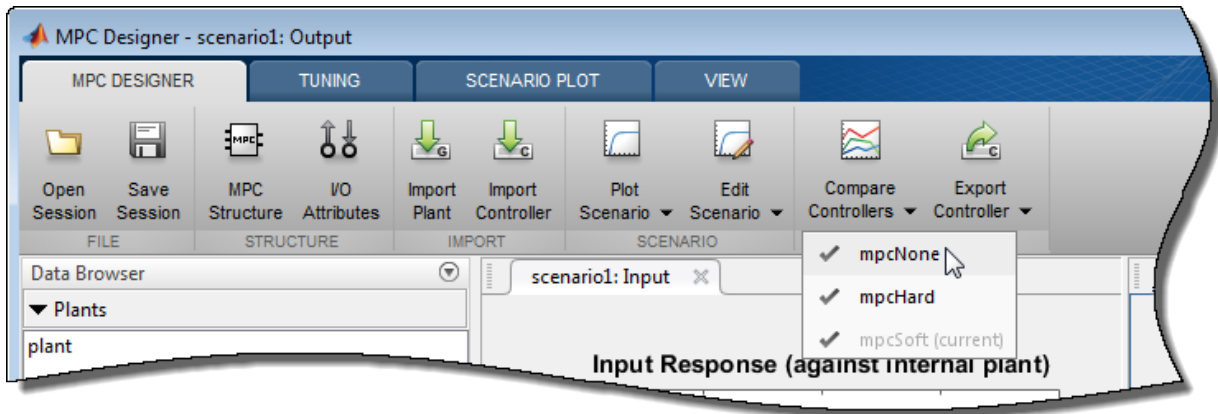 MPC Designer - scenario1: Output
MPC DESIGNER TUNING SCENARIO PLOT VIEW
MPC G C C
Open Session Save Session MPC Structure I/O Attributes Import Plant Import Controller Plot Scenario Edit Scenario Compare Controllers Export Controller
FILE STRUCTURE IMPORT SCENARIO
Data Browser
scenario1: Input
mpcNone
mpcHard
mpcSoft (current)
Plants
plant
Input Response (against internal plant)